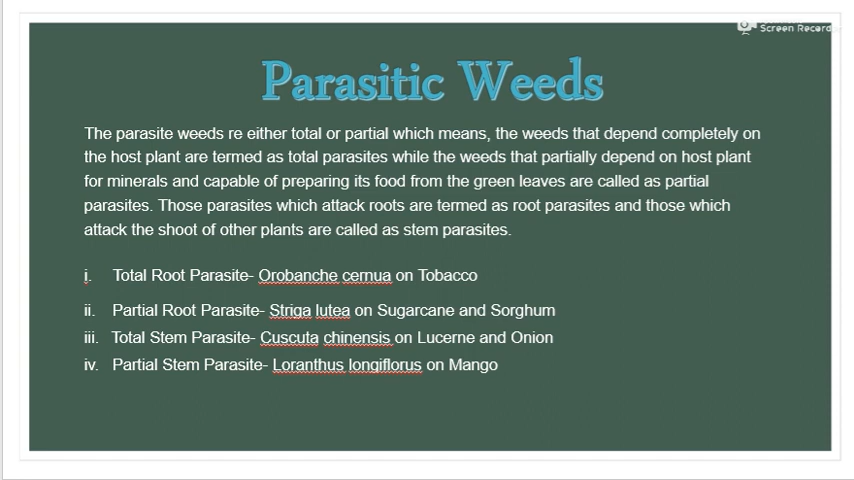 Screen Recorder
Parasitic Weeds
The parasite weeds re either total or partial which means, the weeds that depend completely on
the host plant are termed as total parasites while the weeds that partially depend on host plant
for minerals and capable of preparing its food from the green leaves are called as partial
parasites. Those parasites which attack roots are termed as root parasites and those which
attack the shoot of other plants are called as stem parasites.
i. Total Root Parasite- Orobanche cernua on Tobacco
ii. Partial Root Parasite- Striga lutea on Sugarcane and Sorghum
iii. Total Stem Parasite- Cuscuta chinensis on Lucerne and Onion
iv. Partial Stem Parasite- Loranthus longiflorus on Mango